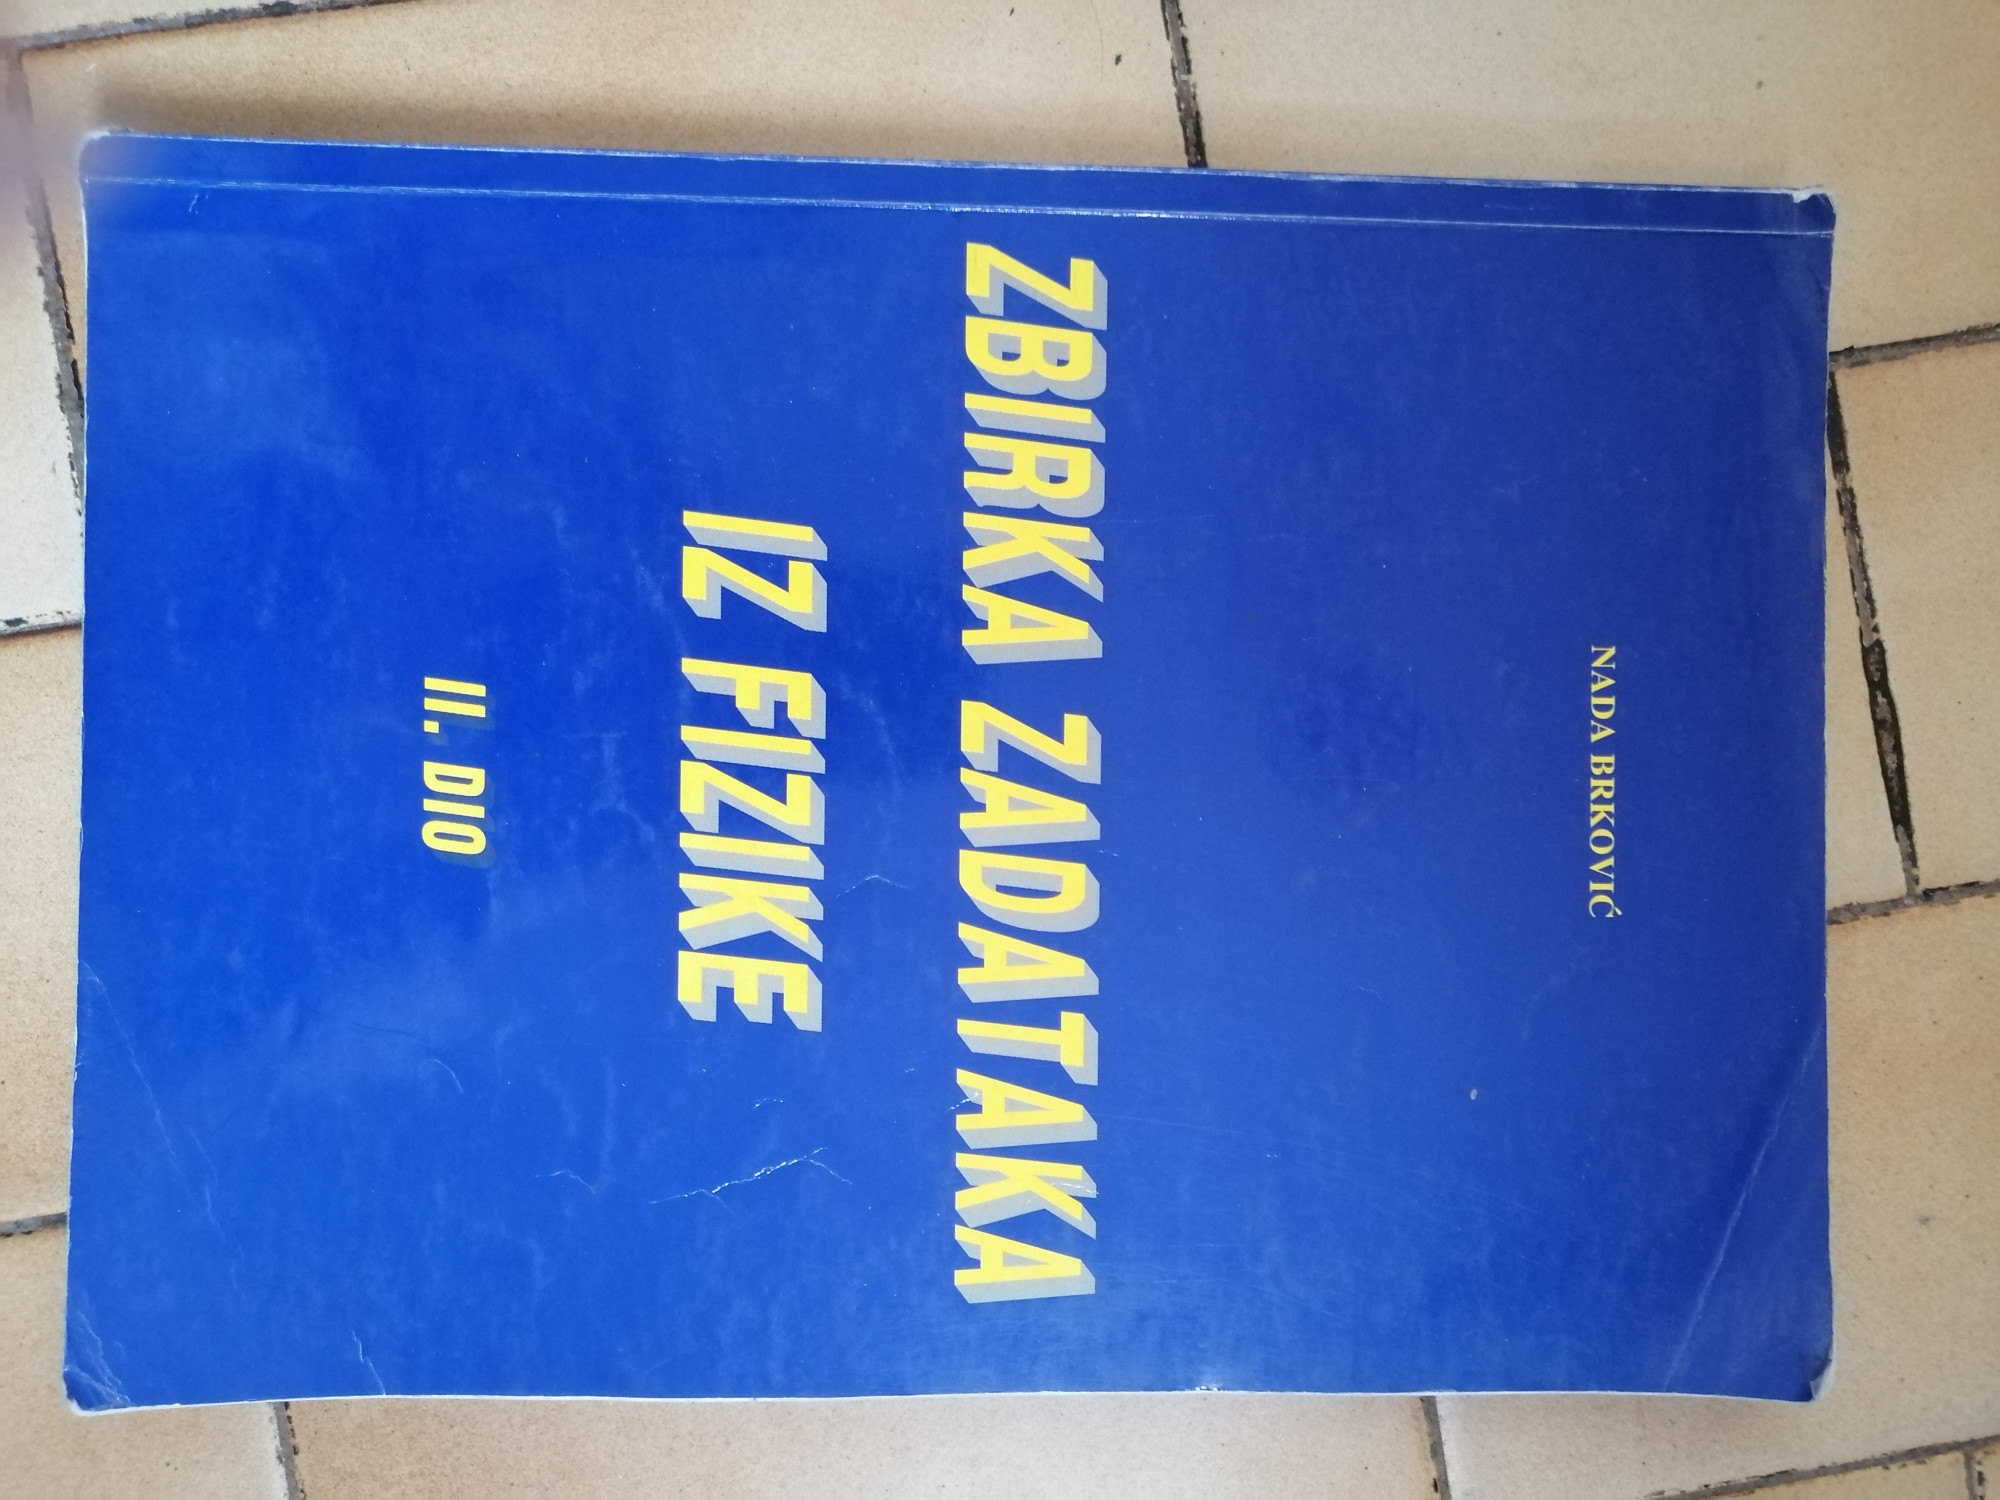 NADA BRKOVIĆ
ZBIRKA ZADATAKA
IZ FIZIKE
II. DIO